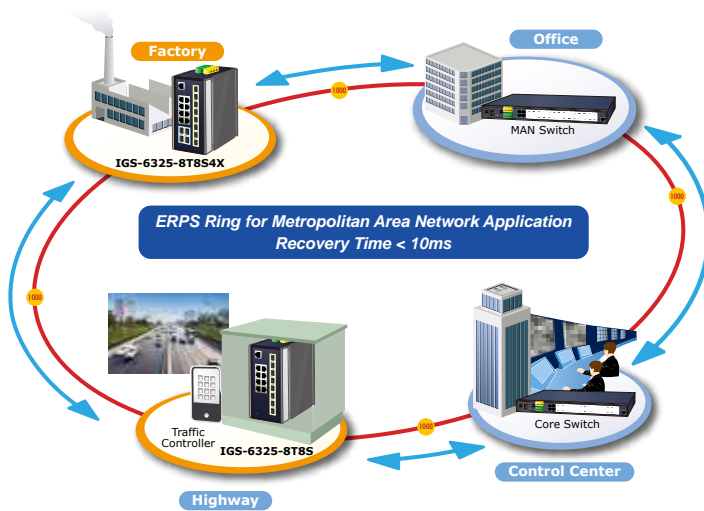 Factory
Office
1000
MAN Switch
IGS-6325-8T8S4X
1000
ERPS Ring for Metropolitan Area Network Application
Recovery Time < 10ms
1000
Traffic
Controller
IGS-6325-8T8S
1000
Core Switch
Highway
Control Center